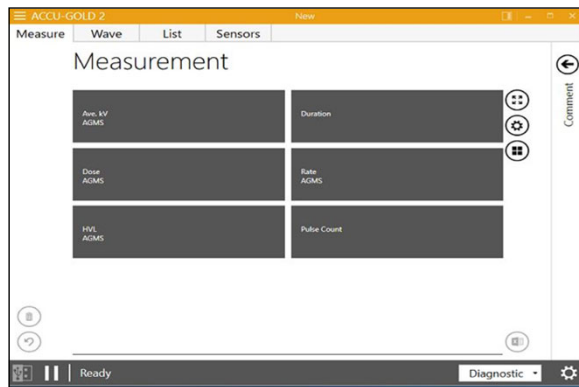 ACCU-GOLD 2
New
Measure Wave List Sensors
Measurement
Comment
Ave. kV
AGMS
Duration
Dose
AGMS
Rate
AGMS
HVL
AGMS
Pulse Count
Ready
Diagnostic